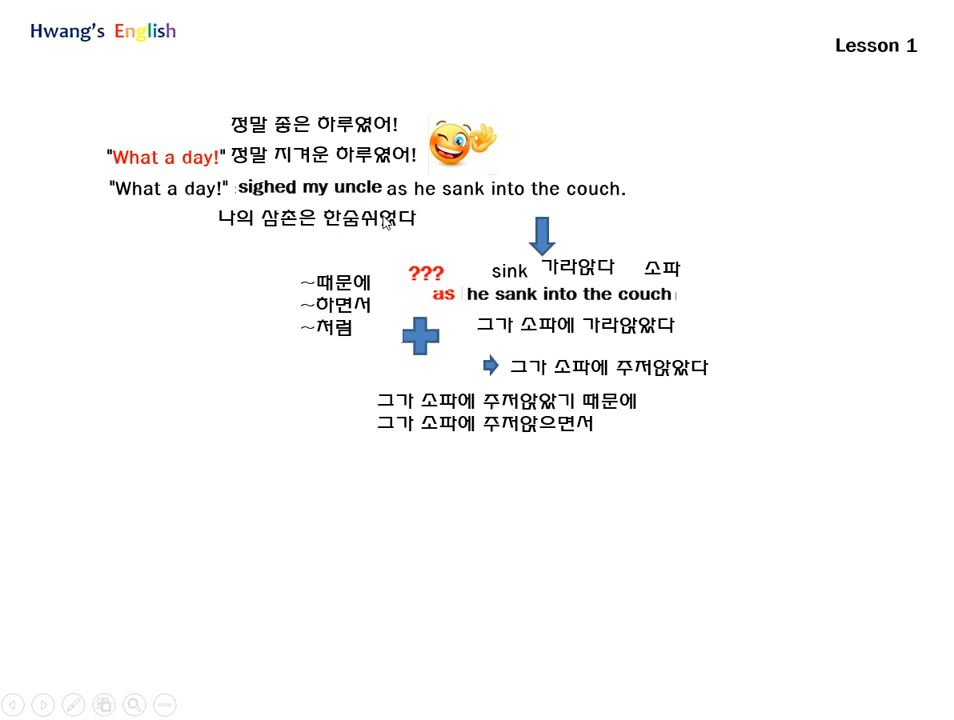 Hwang's English
Lesson 1
정말 좋은 하루였어!
"What a day!" 정말 지겨운 하루였어!
"What a day!" sighed my uncle as he sank into the couch.
나의 삼촌은 한숨쉬었다
sink 가라앉다 소파
~때문에 ???
as he sank into the couch
~하면서
~처럼
그가 소파에 가라앉았다
그가 소파에 주저앉았다
그가 소파에 주저앉았기 때문에
그가 소파에 주저앉으면서